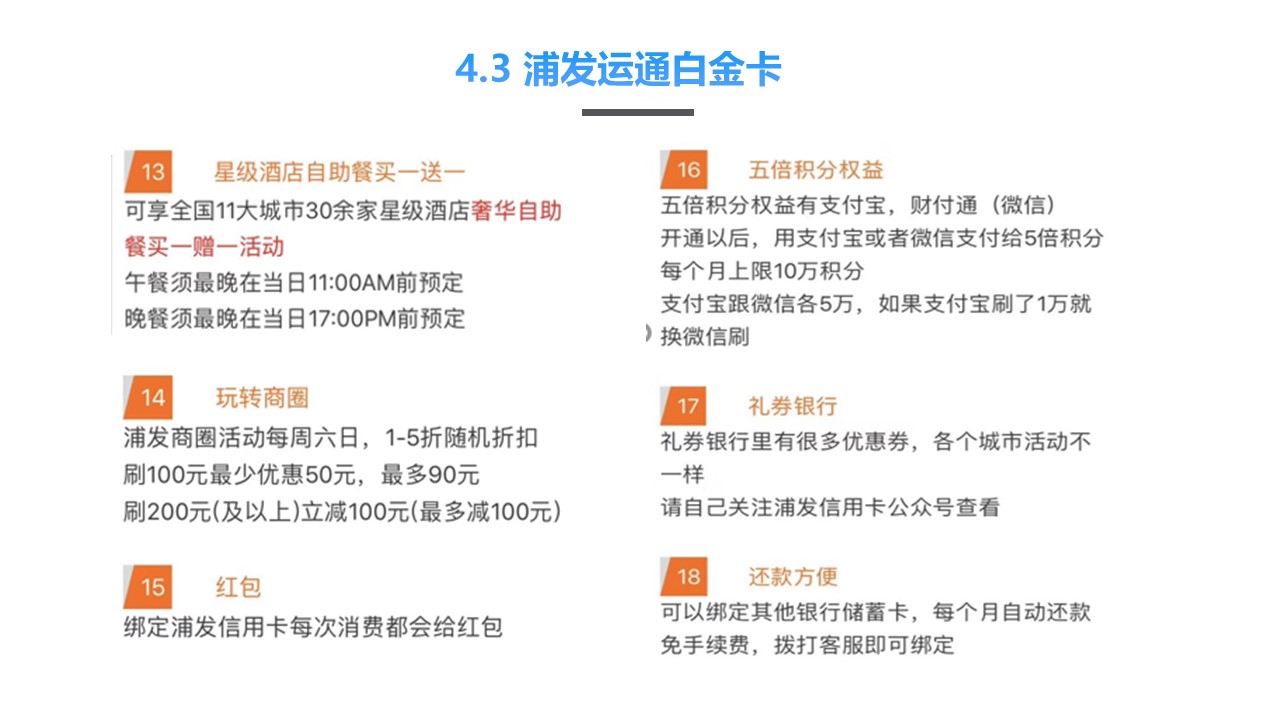 4.3 浦发运通白金卡
13 星级酒店自助餐买一送一
可享全国11大城市30余家星级酒店奢华自助
餐买一赠一活动
午餐须最晚在当日11:00AM前预定
晚餐须最晚在当日17:00PM前预定
14 玩转商圈
浦发商圈活动每周六日，1-5折随机折扣
刷100元最少优惠50元，最多90元
刷200元(及以上)立减100元(最多减100元)
15 红包
绑定浦发信用卡每次消费都会给红包
16 五倍积分权益
五倍积分权益有支付宝，财付通（微信）
开通以后，用支付宝或者微信支付给5倍积分
每个月上限10万积分
支付宝跟微信各5万，如果支付宝刷了1万就
换微信刷
17 礼券银行
礼券银行里有很多优惠券，各个城市活动不
一样
请自己关注浦发信用卡公众号查看
18 还款方便
可以绑定其他银行储蓄卡，每个月自动还款
免手续费，拨打客服即可绑定